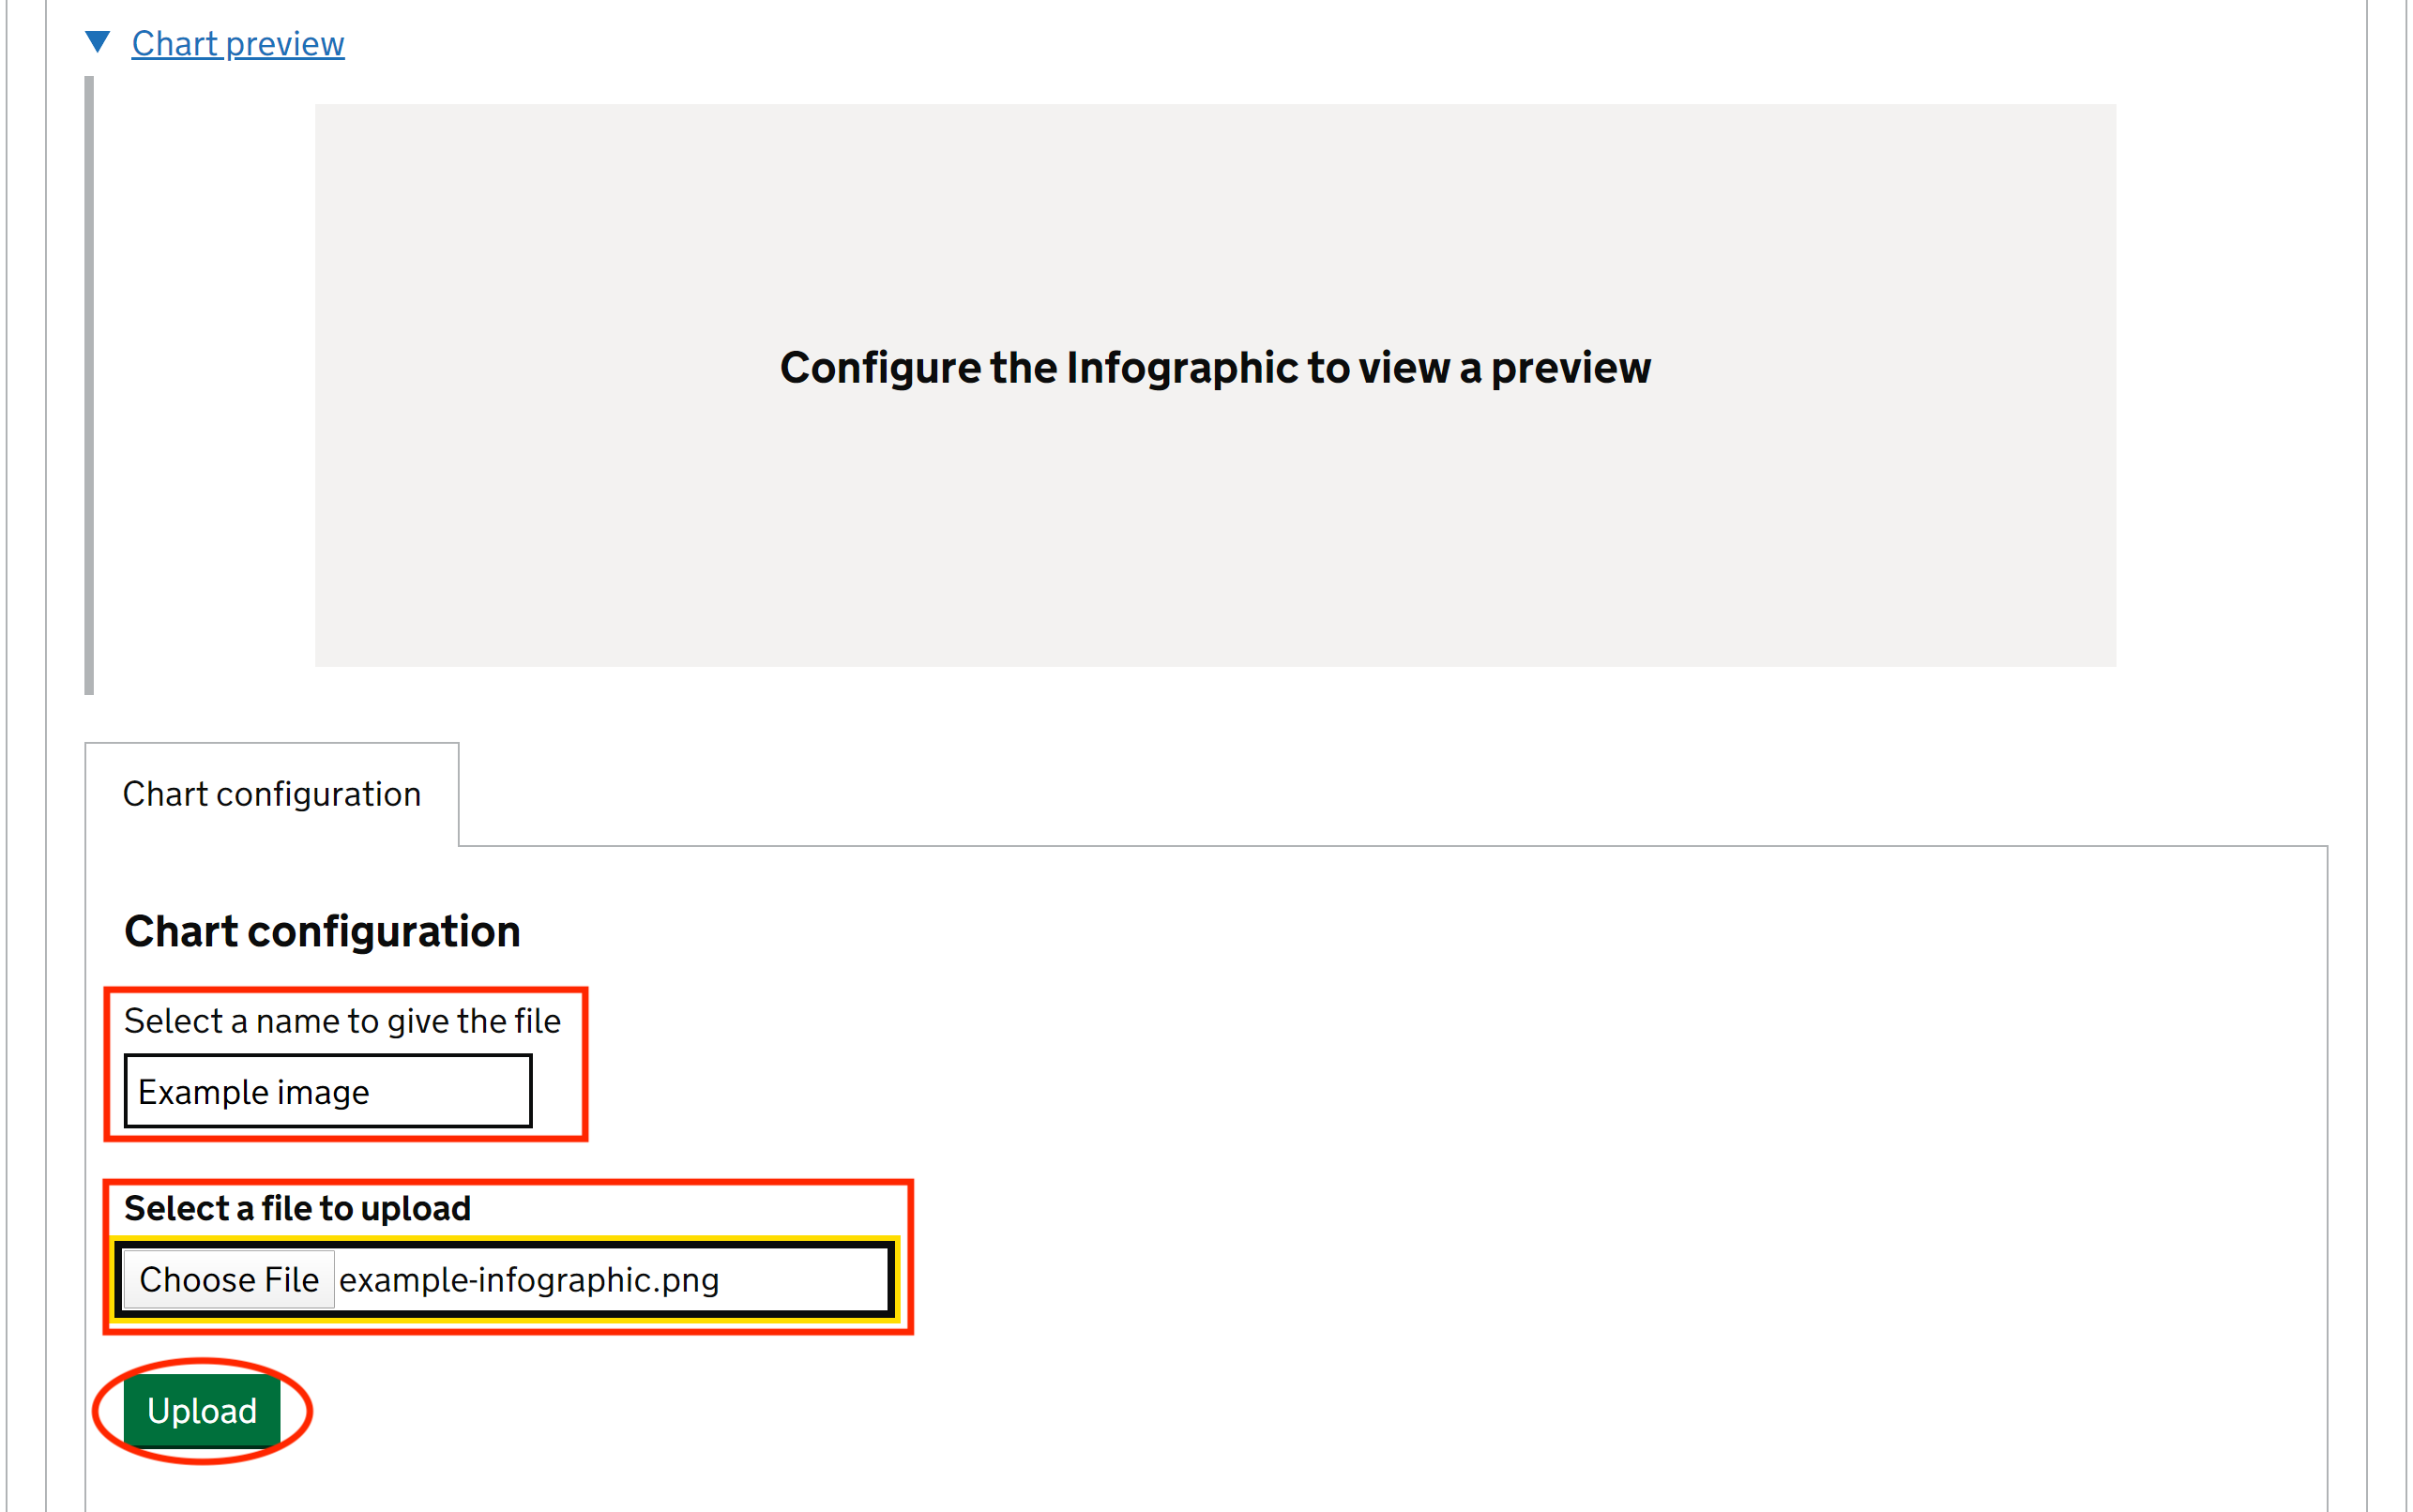 Chart preview
Configure the Infographic to view a preview
Chart configuration
Chart configuration
Select a name to give the file
Example image
Select a file to upload
Choose File example-infographic.png
Upload